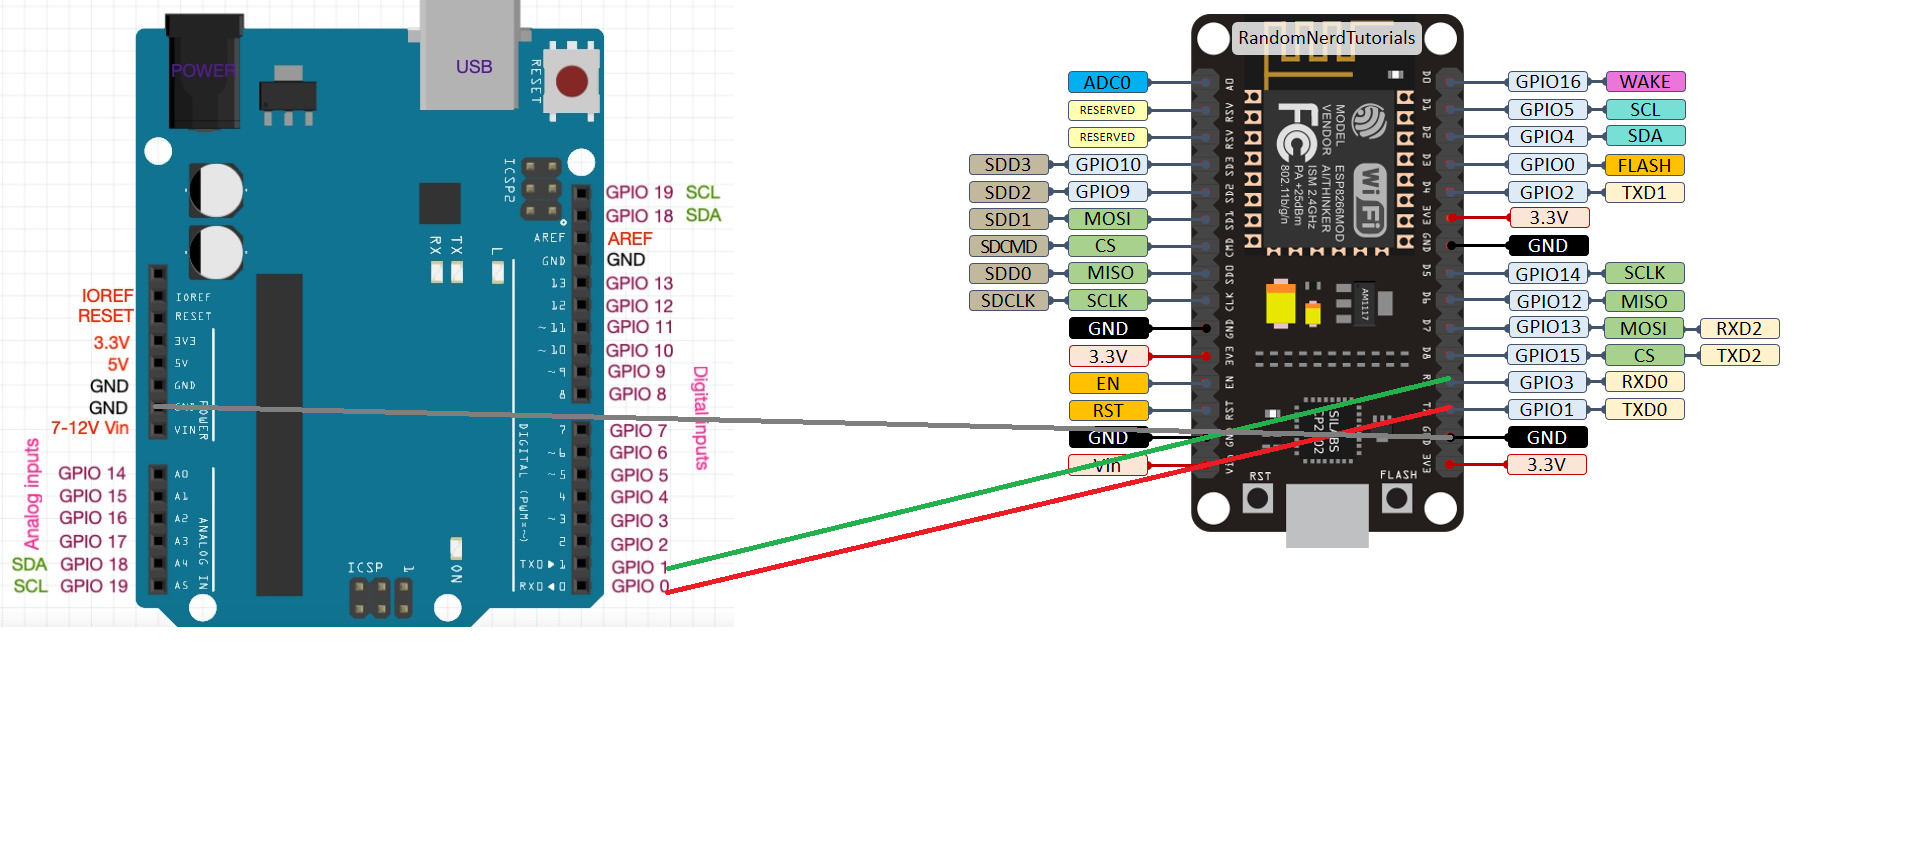 POWER
USB
RESET
ICSP2
RX
TX
L
AREF
GND
13
12
~11
~10
~9
8
7
~6
~5
4
~3
2
TX0▶1
RX0◀0
DIGITAL (PWM=~)
GPIO 19 SCL
GPIO 18 SDA
AREF
GND
GPIO 13
GPIO 12
GPIO 11
GPIO 10
GPIO 9
GPIO 8
GPIO 7
GPIO 6
GPIO 5
GPIO 4
GPIO 3
GPIO 2
GPIO 1
GPIO 0
Digital inputs
IOREF
RESET
3.3V
5V
GND
GND
7-12V Vin
IOREF
RESET
3V3
5V
GND
GND
VIN
POWER
Analog inputs
GPIO 14
GPIO 15
GPIO 16
GPIO 17
SDA GPIO 18
SCL GPIO 19
A0
A1
A2
A3
A4
A5
ANALOG IN
ICSP
1
ON
RandomNerdTutorials
ADC0
RESERVED
RESERVED
SDD3 GPIO10
SDD2 GPIO9
SDD1 MOSI
SDCMD CS
SDD0 MISO
SDCLK SCLK
GND
3.3V
EN
RST
GND
Vin
A0
RSV
RSV
SD3
SD2
SD1
CMD
SD0
CLK
GND
3V3
EN
RST
GND
Vin
MODEL
VENDOR
ESP8266MOD
AI/THINKER
ISM 2.4GHz
PA +25dBm
802.11b/g/n
FC
WiFi
AM1117
SILABS
CP2102
RST
FLASH
D0
D1
D2
D3
D4
3V3
GND
D5
D6
D7
D8
GND
3V3
GPIO16 WAKE
GPIO5 SCL
GPIO4 SDA
GPIO0 FLASH
GPIO2 TXD1
3.3V
GND
GPIO14 SCLK
GPIO12 MISO
GPIO13 MOSI RXD2
GPIO15 CS TXD2
GPIO3 RXD0
GPIO1 TXD0
GND
3.3V